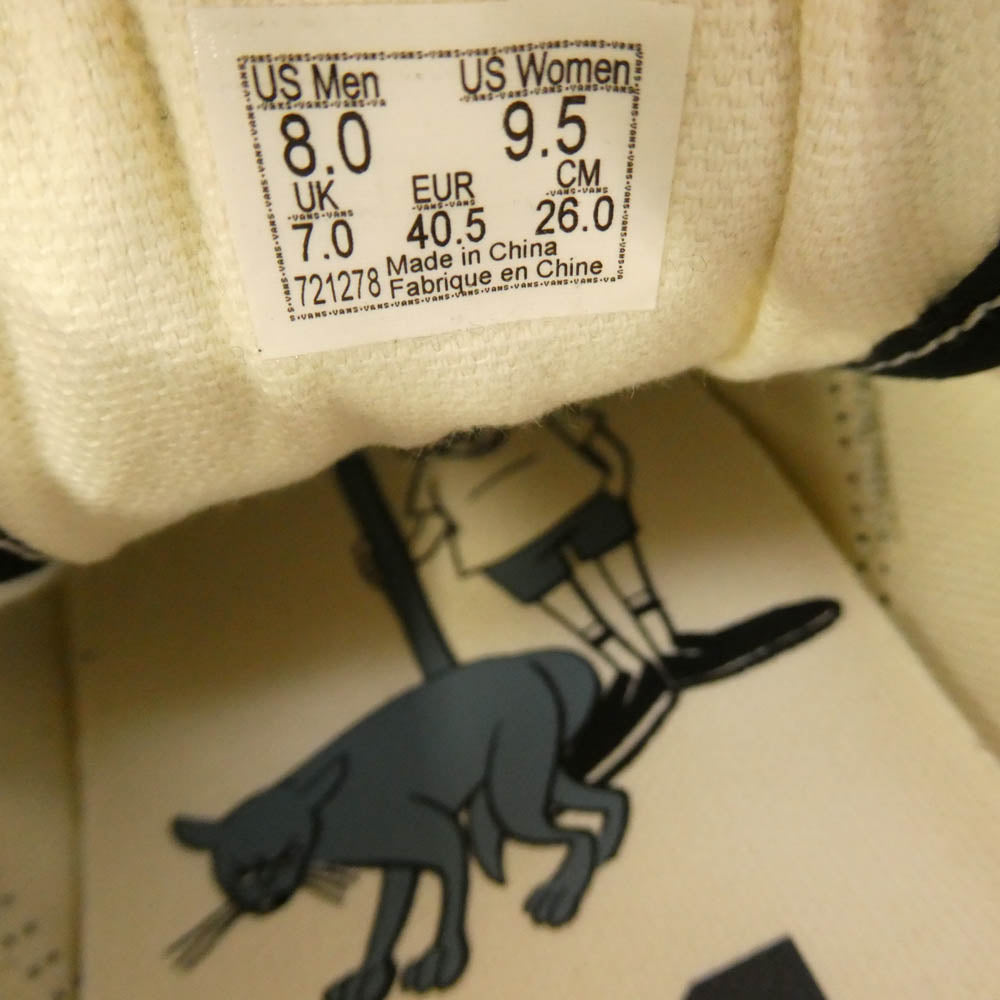 US Men US Women
8.0 9.5
UK EUR CM
7.0 40.5 26.0
721278 Made in China
Fabrique en Chine